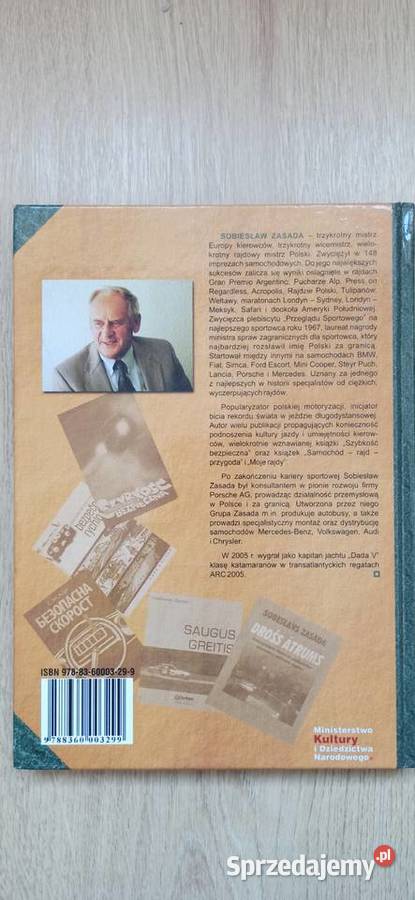 SOBIESŁAW ZASADA – trzykrotny mistrz
Europy kierowców, trzykrotny wicemistrz, wielo-
krotny rajdowy mistrz Polski. Zwyciężył w 148
imprezach samochodowych. Do jego największych
sukcesów zalicza się wyniki osiągnięte w rajdach
Gran Premio Argentino, Pucharze Alp, Press on
Regardless, Acropolis, Rajdzie Polski, Tulipanów,
Wełtawy, maratonach Londyn – Sydney, Londyn –
Meksyk, Safari i dookoła Ameryki Południowej.
Zwycięzca plebiscytu "Przeglądu Sportowego" na
najlepszego sportowca roku 1967, laureat nagrody
ministra spraw zagranicznych dla sportowca, który
najbardziej rozsławił imię Polski za granicą.
Startował między innymi na samochodach BMW,
Fiat, Simca, Ford Escort, Mini Cooper, Steyr Puch,
Lancia, Porsche i Mercedes. Uznany za jednego
z najlepszych w historii specjalistów od ciężkich,
wyczerpujących rajdów.
Popularyzator polskiej motoryzacji, inicjator
bicia rekordu świata w jeździe długodystansowej.
Autor wielu publikacji propagujących konieczność
podnoszenia kultury jazdy i umiejętności kierow-
ców, wielokrotnie wznawianej książki „Szybkość
bezpieczna" oraz książek „Samochód – rajd –
przygoda" i „Moje rajdy".
Po zakończeniu kariery sportowej Sobiesław
Zasada był konsultantem w pionie rozwoju firmy
Porsche AG, prowadząc działalność przemysłową
w Polsce i za granicą. Utworzona przez niego
Grupa Zasada m.in. produkuje autobusy, a także
prowadzi specjalistyczny montaż oraz dystrybucję
samochodów Mercedes-Benz, Volkswagen, Audi
i Chrysler.
W 2005 r. wygrał jako kapitan jachtu „Dada V"
klasę katamaranów w transatlantyckich regatach
ARC 2005.
SZYBKOŚĆ
BEZPIECZNA
БЕЗОПАСНА
СКОРОСТ
SAUGUS
GREITIS
SOBIESLAVS ZASADA
DROŠS ĀTRUMS
ISBN 978-83-60003-29-9
9 788360 003299
Ministerstwo
Kultury
i Dziedzictwa
Narodowego
Sprzedajemy.pl